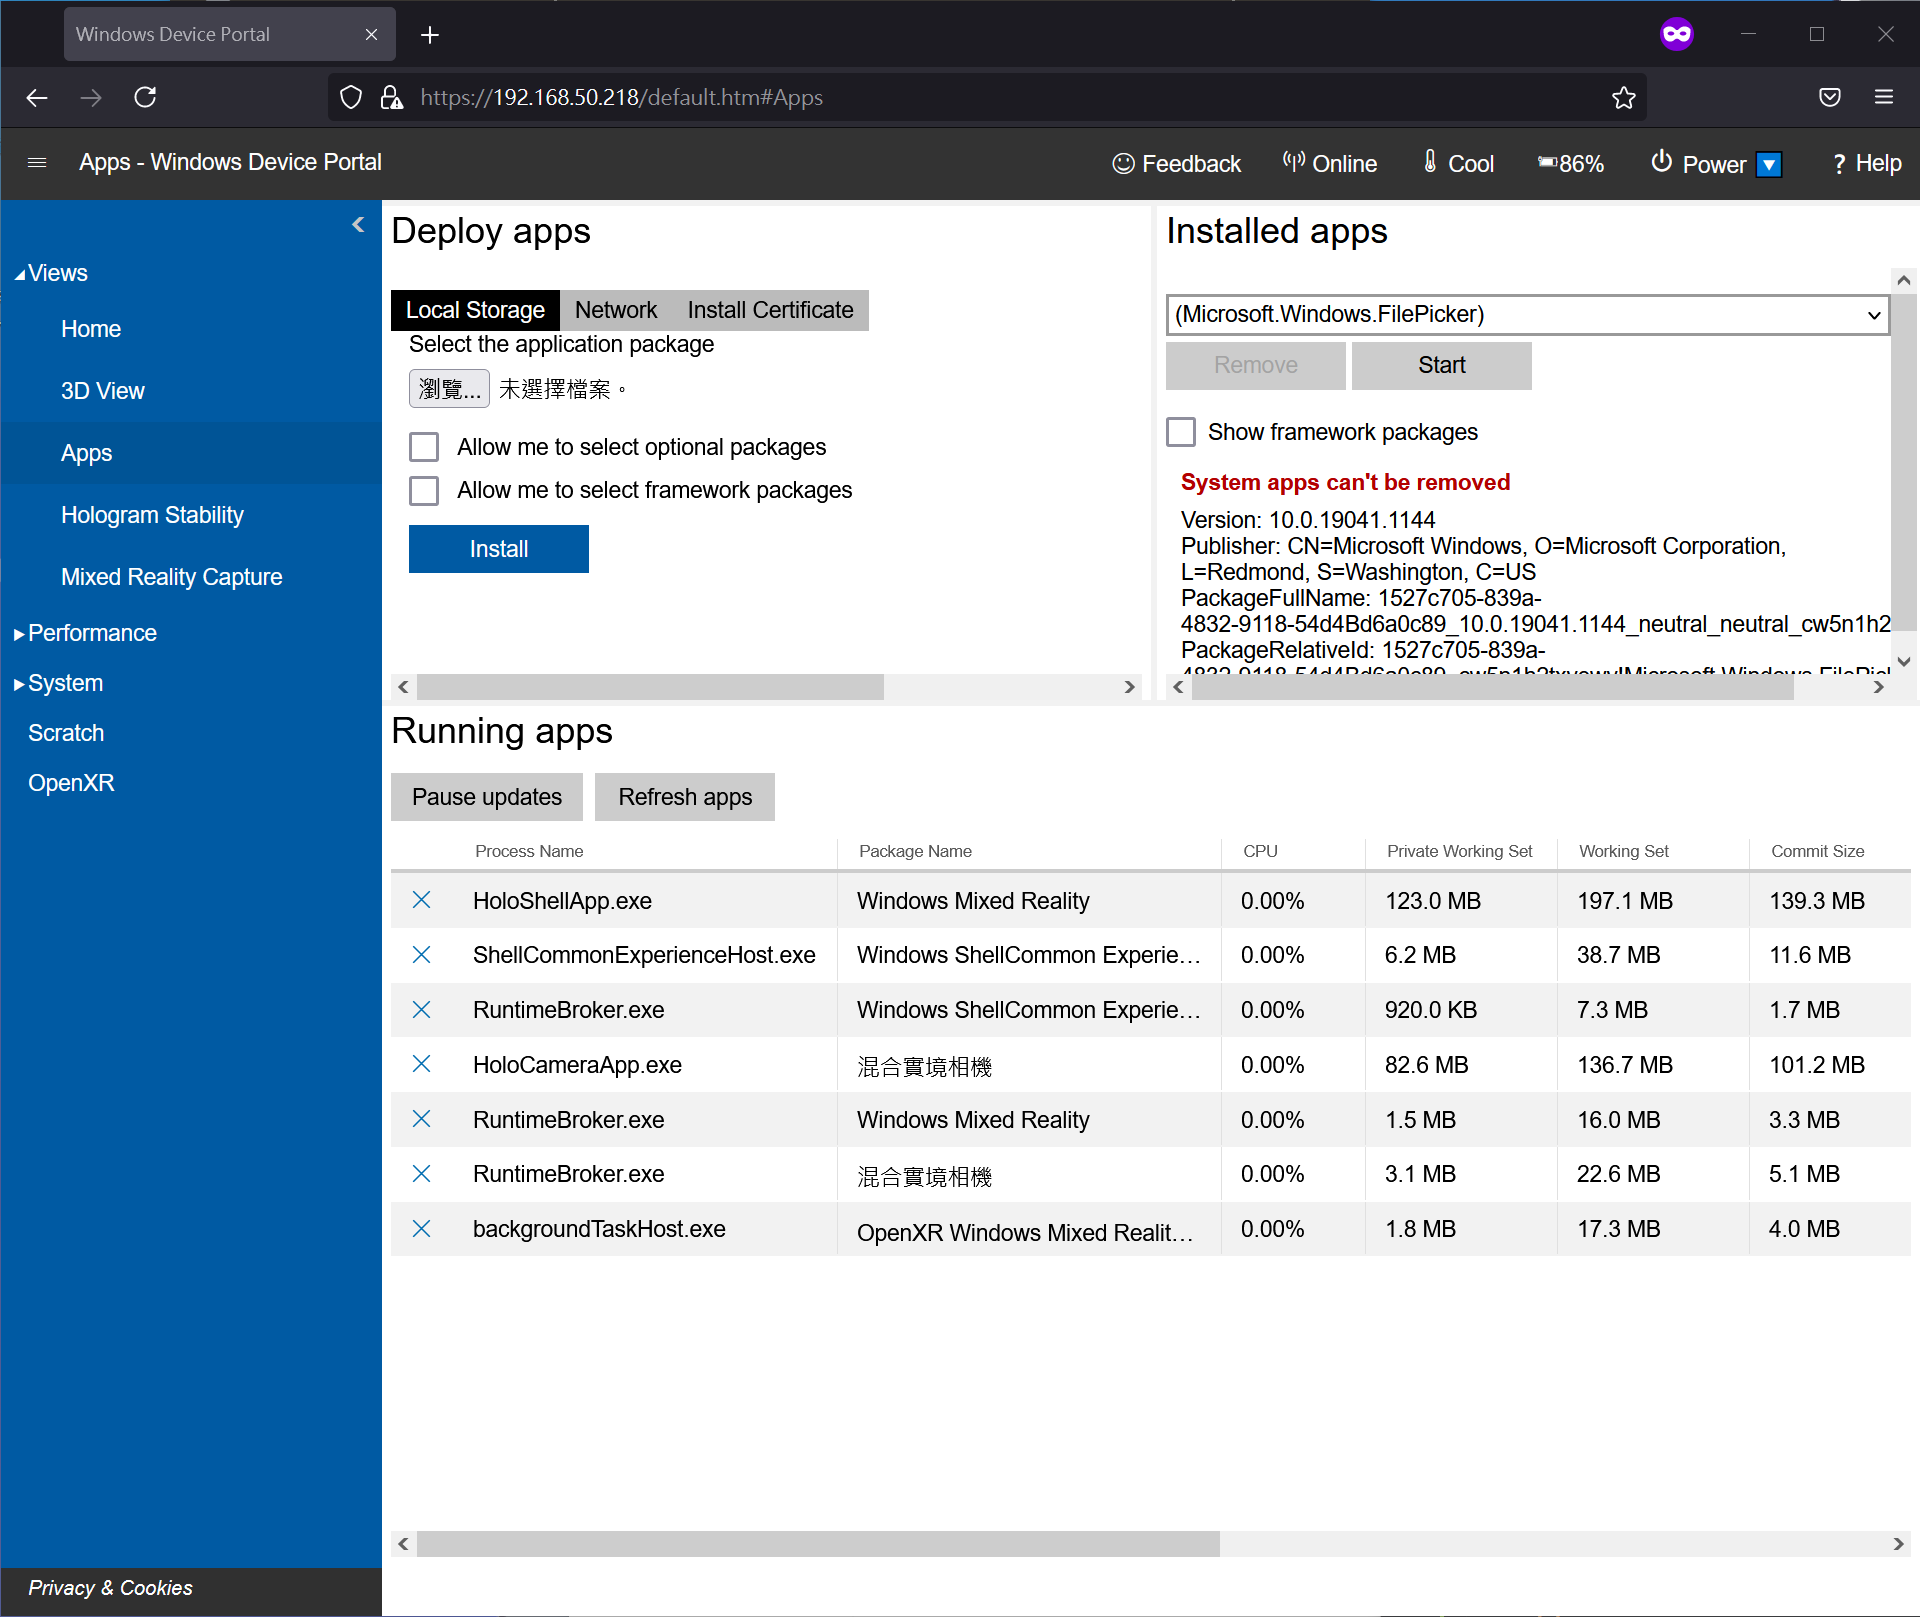 Windows Device Portal
https://192.168.50.218/default.htm#Apps
Apps - Windows Device Portal
Feedback
Online
Cool
86%
Power
? Help
Views
Home
3D View
Apps
Hologram Stability
Mixed Reality Capture
Performance
System
Scratch
OpenXR
Privacy & Cookies
Deploy apps
Local Storage
Network
Install Certificate
Select the application package
瀏覽... 未選擇檔案。
Allow me to select optional packages
Allow me to select framework packages
Install
Installed apps
(Microsoft.Windows.FilePicker)
Remove
Start
Show framework packages
System apps can't be removed
Version: 10.0.19041.1144
Publisher: CN=Microsoft Windows, O=Microsoft Corporation,
L=Redmond, S=Washington, C=US
PackageFullName: 1527c705-839a-
4832-9118-54d4Bd6a0c89_10.0.19041.1144_neutral_neutral_cw5n1h2
PackageRelativeId: 1527c705-839a-
4832-9118-54d4Bd6a0c89_cw5n1h2txyewy!Microsoft.Windows.FilePic
Running apps
Pause updates
Refresh apps
Process Name Package Name CPU Private Working Set Working Set Commit Size
HoloShellApp.exe Windows Mixed Reality 0.00% 123.0 MB 197.1 MB 139.3 MB
ShellCommonExperienceHost.exe Windows ShellCommon Experie… 0.00% 6.2 MB 38.7 MB 11.6 MB
RuntimeBroker.exe Windows ShellCommon Experie… 0.00% 920.0 KB 7.3 MB 1.7 MB
HoloCameraApp.exe 混合實境相機 0.00% 82.6 MB 136.7 MB 101.2 MB
RuntimeBroker.exe Windows Mixed Reality 0.00% 1.5 MB 16.0 MB 3.3 MB
RuntimeBroker.exe 混合實境相機 0.00% 3.1 MB 22.6 MB 5.1 MB
backgroundTaskHost.exe OpenXR Windows Mixed Realit… 0.00% 1.8 MB 17.3 MB 4.0 MB